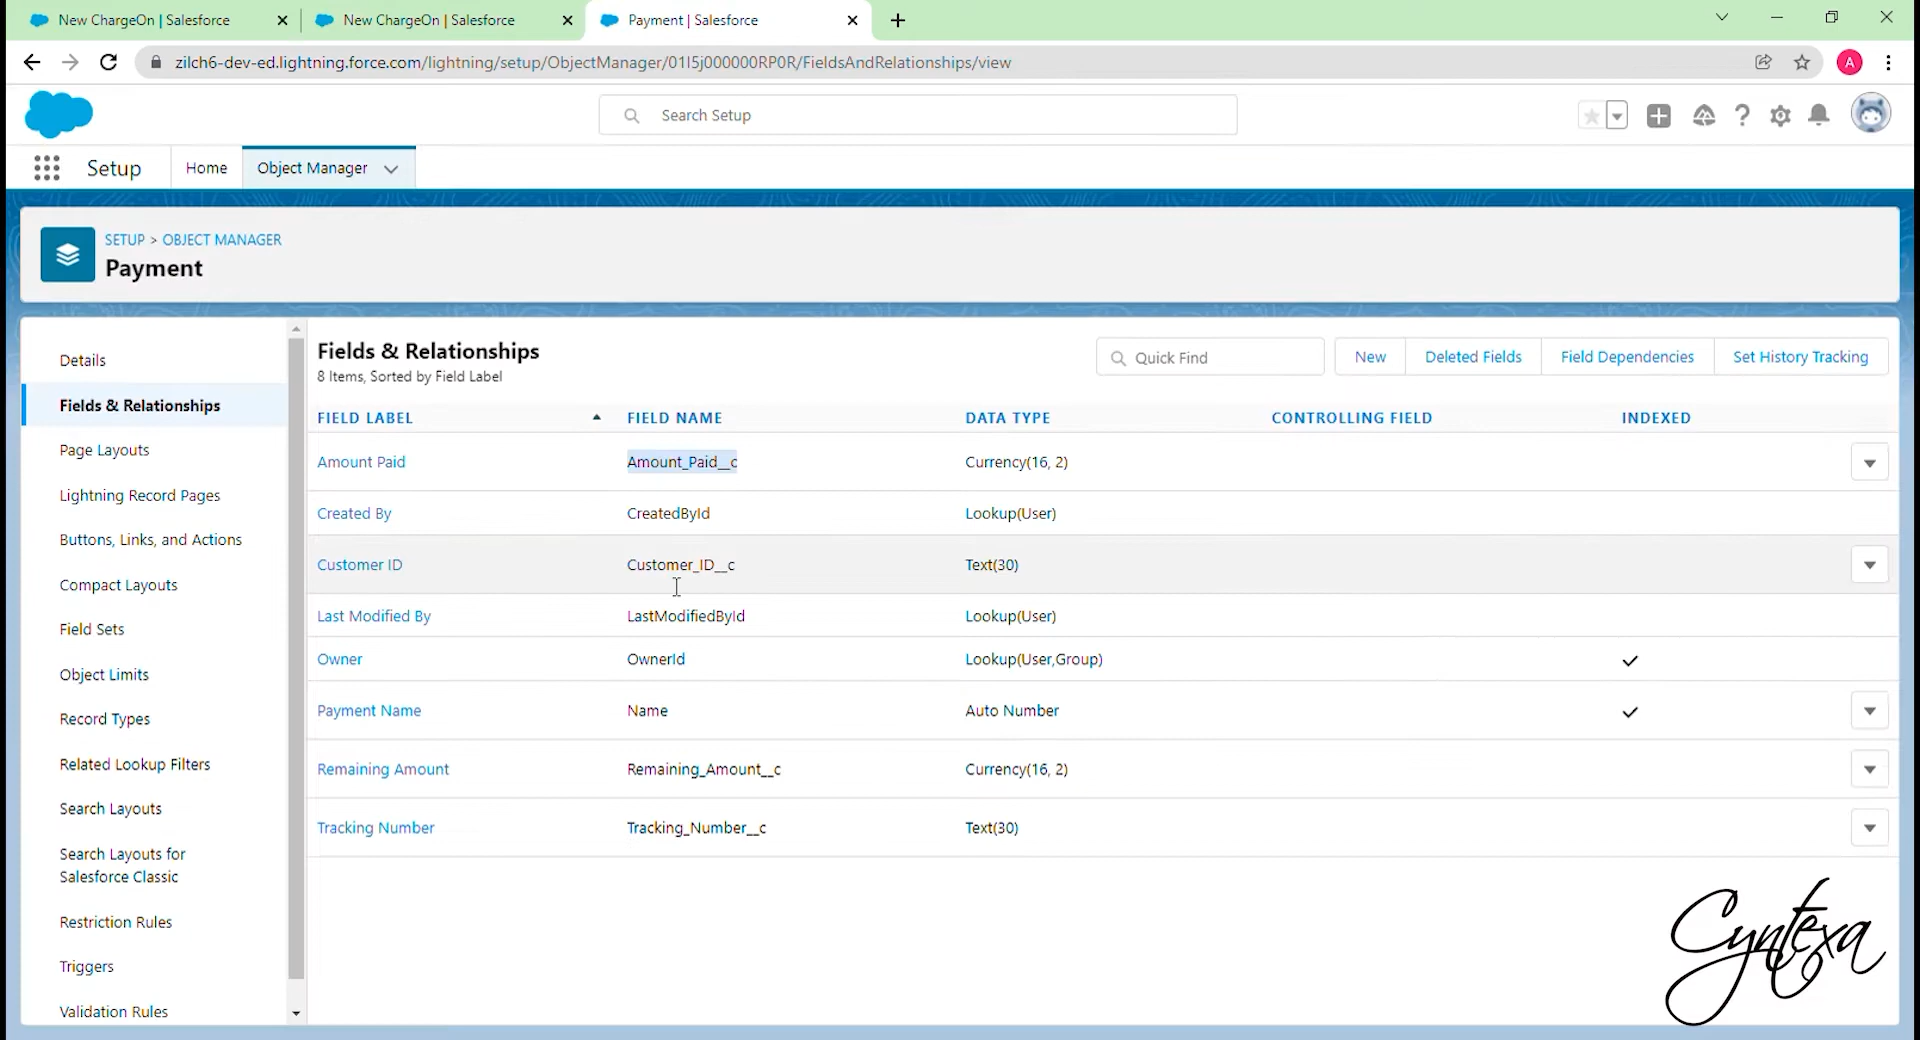 New ChargeOn | Salesforce
New ChargeOn | Salesforce
Payment | Salesforce
zilch6-dev-ed.lightning.force.com/lightning/setup/ObjectManager/01I5j000000RP0R/FieldsAndRelationships/view
A
Search Setup
Setup
Home
Object Manager
SETUP > OBJECT MANAGER
Payment
Details
Fields & Relationships
Page Layouts
Lightning Record Pages
Buttons, Links, and Actions
Compact Layouts
Field Sets
Object Limits
Record Types
Related Lookup Filters
Search Layouts
Search Layouts for
Salesforce Classic
Restriction Rules
Triggers
Validation Rules
Fields & Relationships
8 Items, Sorted by Field Label
Quick Find
New
Deleted Fields
Field Dependencies
Set History Tracking
FIELD LABEL FIELD NAME DATA TYPE CONTROLLING FIELD INDEXED
Amount Paid Amount_Paid__c Currency(16, 2)
Created By CreatedById Lookup(User)
Customer ID Customer_ID__c Text(30)
Last Modified By LastModifiedById Lookup(User)
Owner OwnerId Lookup(User,Group)
Payment Name Name Auto Number
Remaining Amount Remaining_Amount__c Currency(16, 2)
Tracking Number Tracking_Number__c Text(30)
Cyntexa